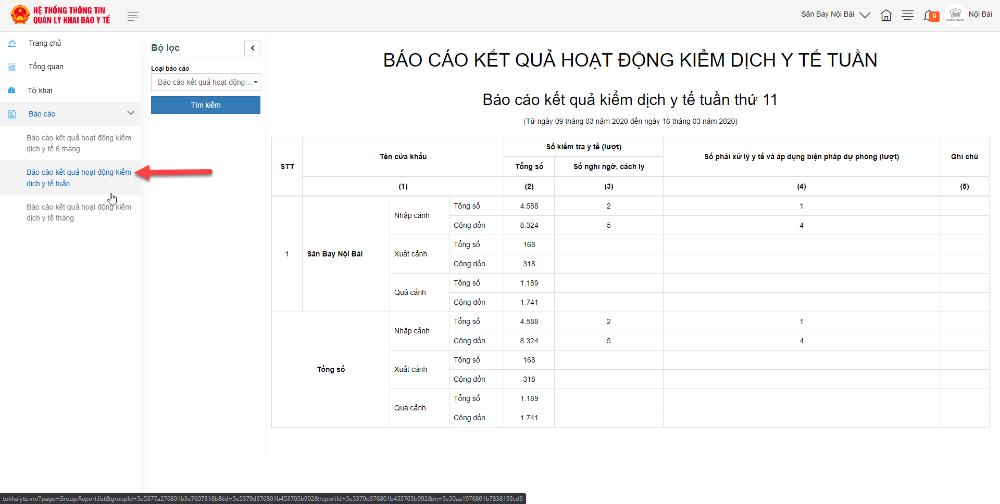 HỆ THỐNG THÔNG TIN
QUẢN LÝ KHAI BÁO Y TẾ
Sân Bay Nội Bài
9
KHÔNG CÓ ẢNH
Nội Bài
Trang chủ
Tổng quan
Tờ khai
Báo cáo
Báo cáo kết quả hoạt động kiểm
dịch y tế 6 tháng
Báo cáo kết quả hoạt động kiểm
dịch y tế tuần
Báo cáo kết quả hoạt động kiểm
dịch y tế tháng
Bộ lọc
Loại báo cáo
Báo cáo kết quả hoạt động...
Tìm kiếm
BÁO CÁO KẾT QUẢ HOẠT ĐỘNG KIỂM DỊCH Y TẾ TUẦN
Báo cáo kết quả kiểm dịch y tế tuần thứ 11
(Từ ngày 09 tháng 03 năm 2020 đến ngày 16 tháng 03 năm 2020)
STT Tên cửa khẩu Số kiểm tra y tế (lượt) Số phải xử lý y tế và áp dụng biện pháp dự phòng (lượt) Ghi chú
Tổng số Số nghi ngờ, cách ly
(1) (2) (3) (4) (5)
1 Sân Bay Nội Bài Nhập cảnh Tổng số 4.588 2 1
Cộng dồn 8.324 5 4
Xuất cảnh Tổng số 168
Cộng dồn 318
Quá cảnh Tổng số 1.189
Cộng dồn 1.741
Tổng số Nhập cảnh Tổng số 4.588 2 1
Cộng dồn 8.324 5 4
Xuất cảnh Tổng số 168
Cộng dồn 318
Quá cảnh Tổng số 1.189
Cộng dồn 1.741
tokhaiyte.vn/?page=Group.Report.list&groupId=5e5377a276801b3e7607818b&id=5e5379d376801b453705b992&reportId=5e5379d376801b453705b992&m=5e50aa1976801b7838193cd3